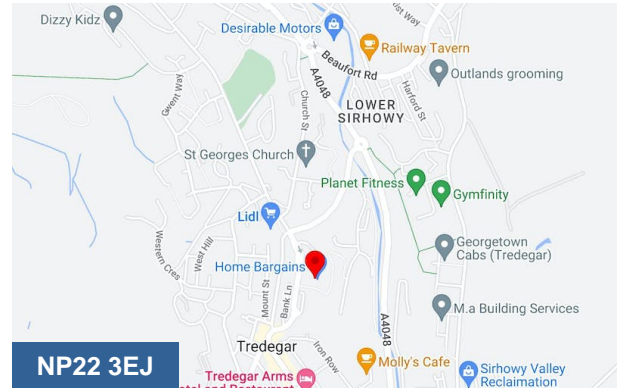 Dizzy Kidz
Desirable Motors
Railway Tavern
Beaufort Rd
A4048
Outlands grooming
Gwent Way
Church St
Harford St
LOWER
SIRHOWY
St Georges Church
Planet Fitness
Gymfinity
Lidl
Western Cres
West Hill
Georgetown
Cabs (Tredegar)
Home Bargains
Mount St
Bank Ln
M.a Building Services
A4048
Tredegar
Iron Row
NP22 3EJ
Molly's Cafe
Tredegar Arms
Sirhowy Valley
Reclamation